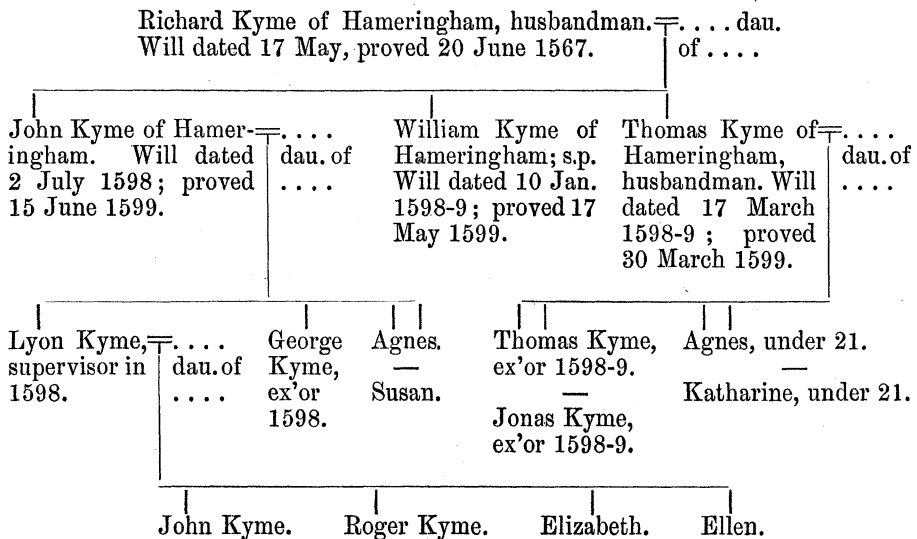 Richard Kyme of Hameringham, husbandman.=.... dau.
Will dated 17 May, proved 20 June 1567. of ....
John Kyme of Hamer-=....
ingham. Will dated dau. of
2 July 1598; proved ....
15 June 1599.
William Kyme of
Hameringham; s.p.
Will dated 10 Jan.
1598-9; proved 17
May 1599.
Thomas Kyme of=....
Hameringham, dau. of
husbandman. Will ....
dated 17 March
1598-9; proved
30 March 1599.
Lyon Kyme,=....
supervisor in dau. of
1598. ....
George
Kyme,
ex'or
1598.
Agnes.
—
Susan.
Thomas Kyme,
ex'or 1598-9.
—
Jonas Kyme,
ex'or 1598-9.
Agnes, under 21.
—
Katharine, under 21.
John Kyme. Roger Kyme. Elizabeth. Ellen.